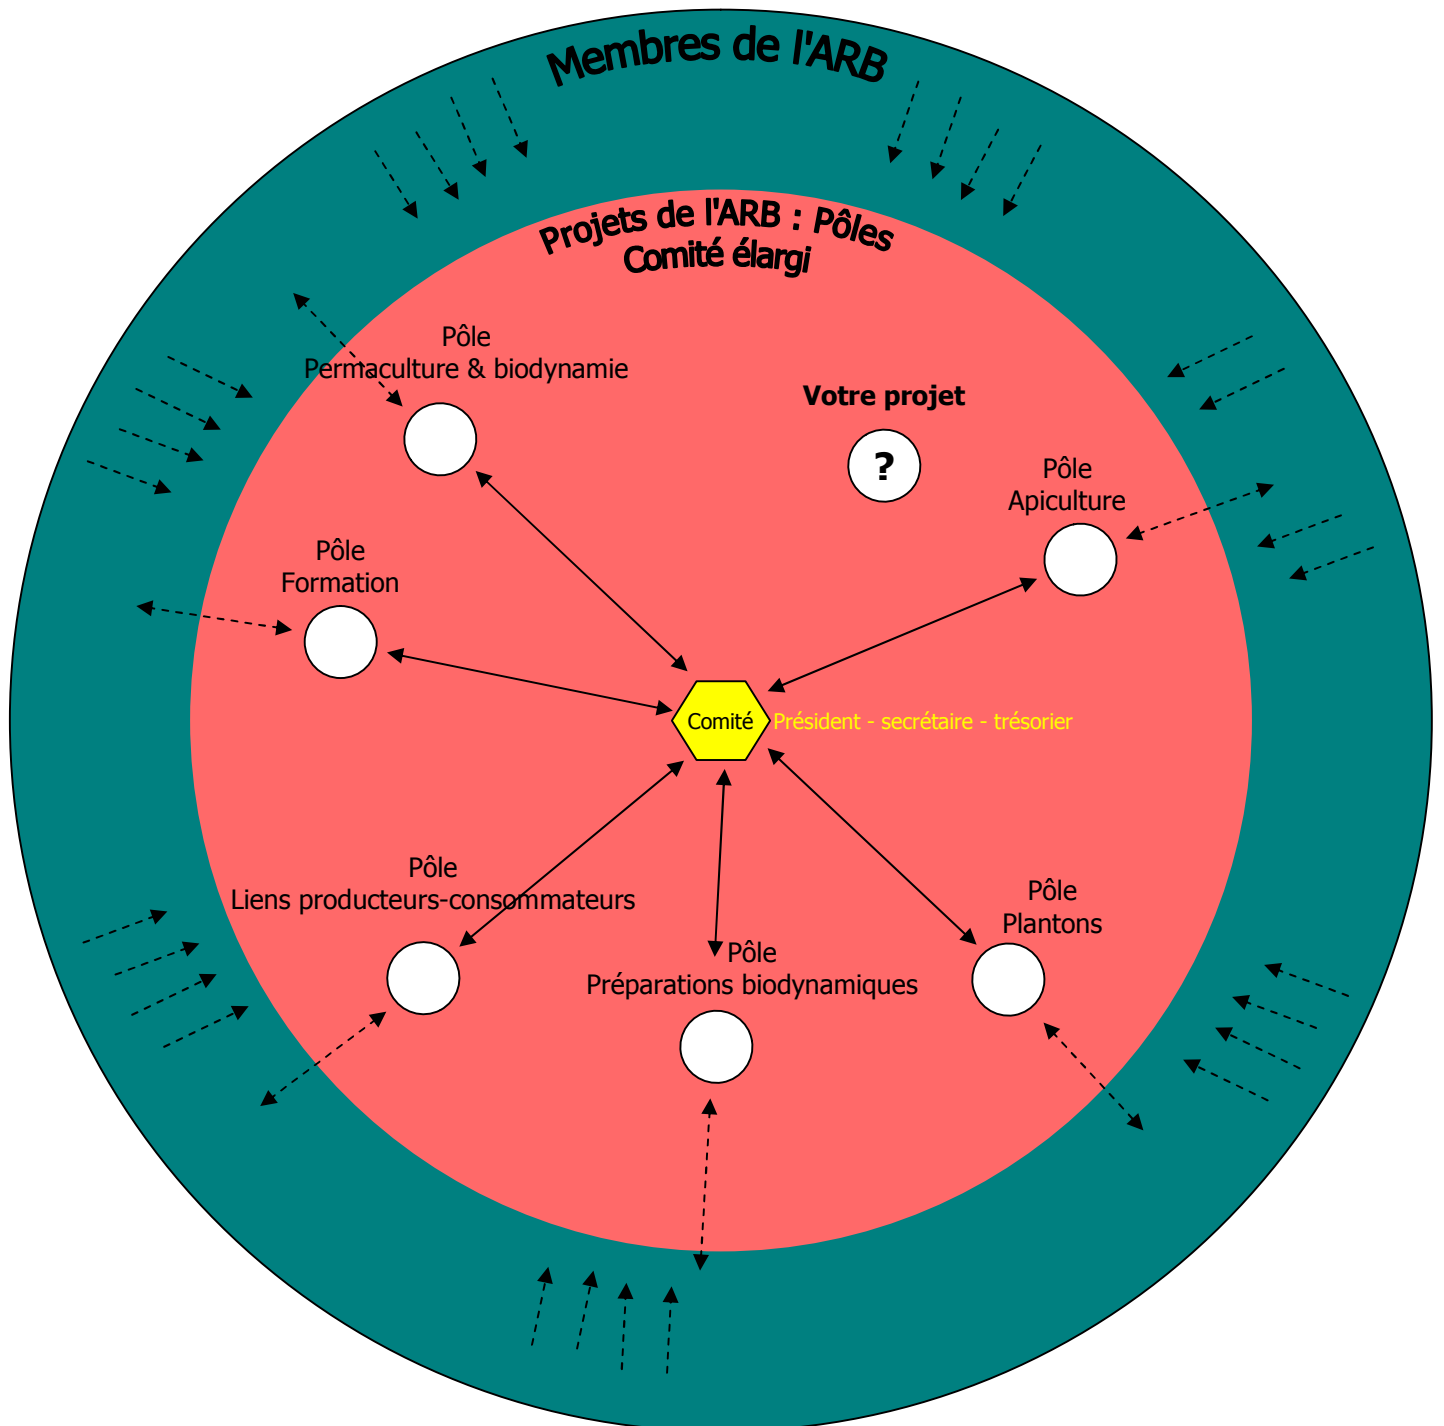 Membres de l'ARB
Projets de l'ARB : Pôles
Comité élargi
Pôle
Permaculture & biodynamie
Votre projet
?
Pôle
Apiculture
Pôle
Formation
Comité
Président - secrétaire - trésorier
Pôle
Liens producteurs-consommateurs
Pôle
Plantons
Pôle
Préparations biodynamiques